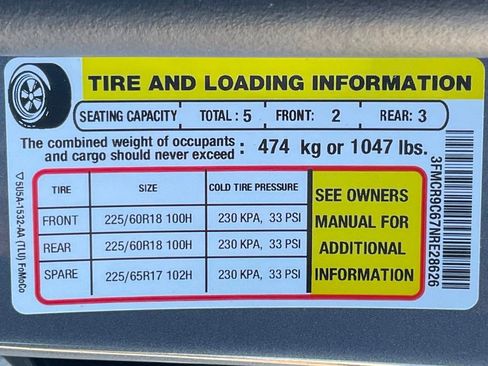 TIRE AND LOADING INFORMATION
SEATING CAPACITY TOTAL : 5 FRONT: 2 REAR: 3
The combined weight of occupants
and cargo should never exceed : 474 kg or 1047 lbs.
TIRE SIZE COLD TIRE PRESSURE
FRONT 225/60R18 100H 230 KPA, 33 PSI
REAR 225/60R18 100H 230 KPA, 33 PSI
SPARE 225/65R17 102H 230 KPA, 33 PSI
SEE OWNERS
MANUAL FOR
ADDITIONAL
INFORMATION
3FMCR9C67NRE28626
5U5A-1532-AA (TLU) FoMoCo